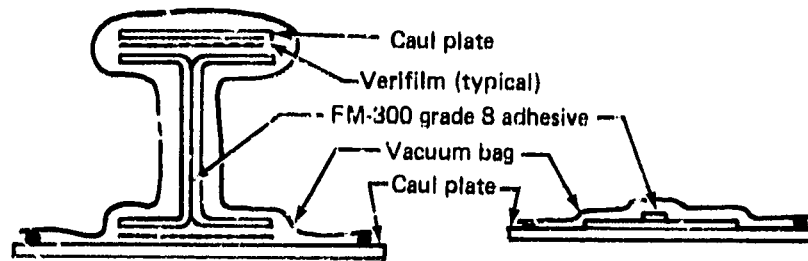 Caul plate
Verifilm (typical)
FM-300 grade 8 adhesive
Vacuum bag
Caul plate